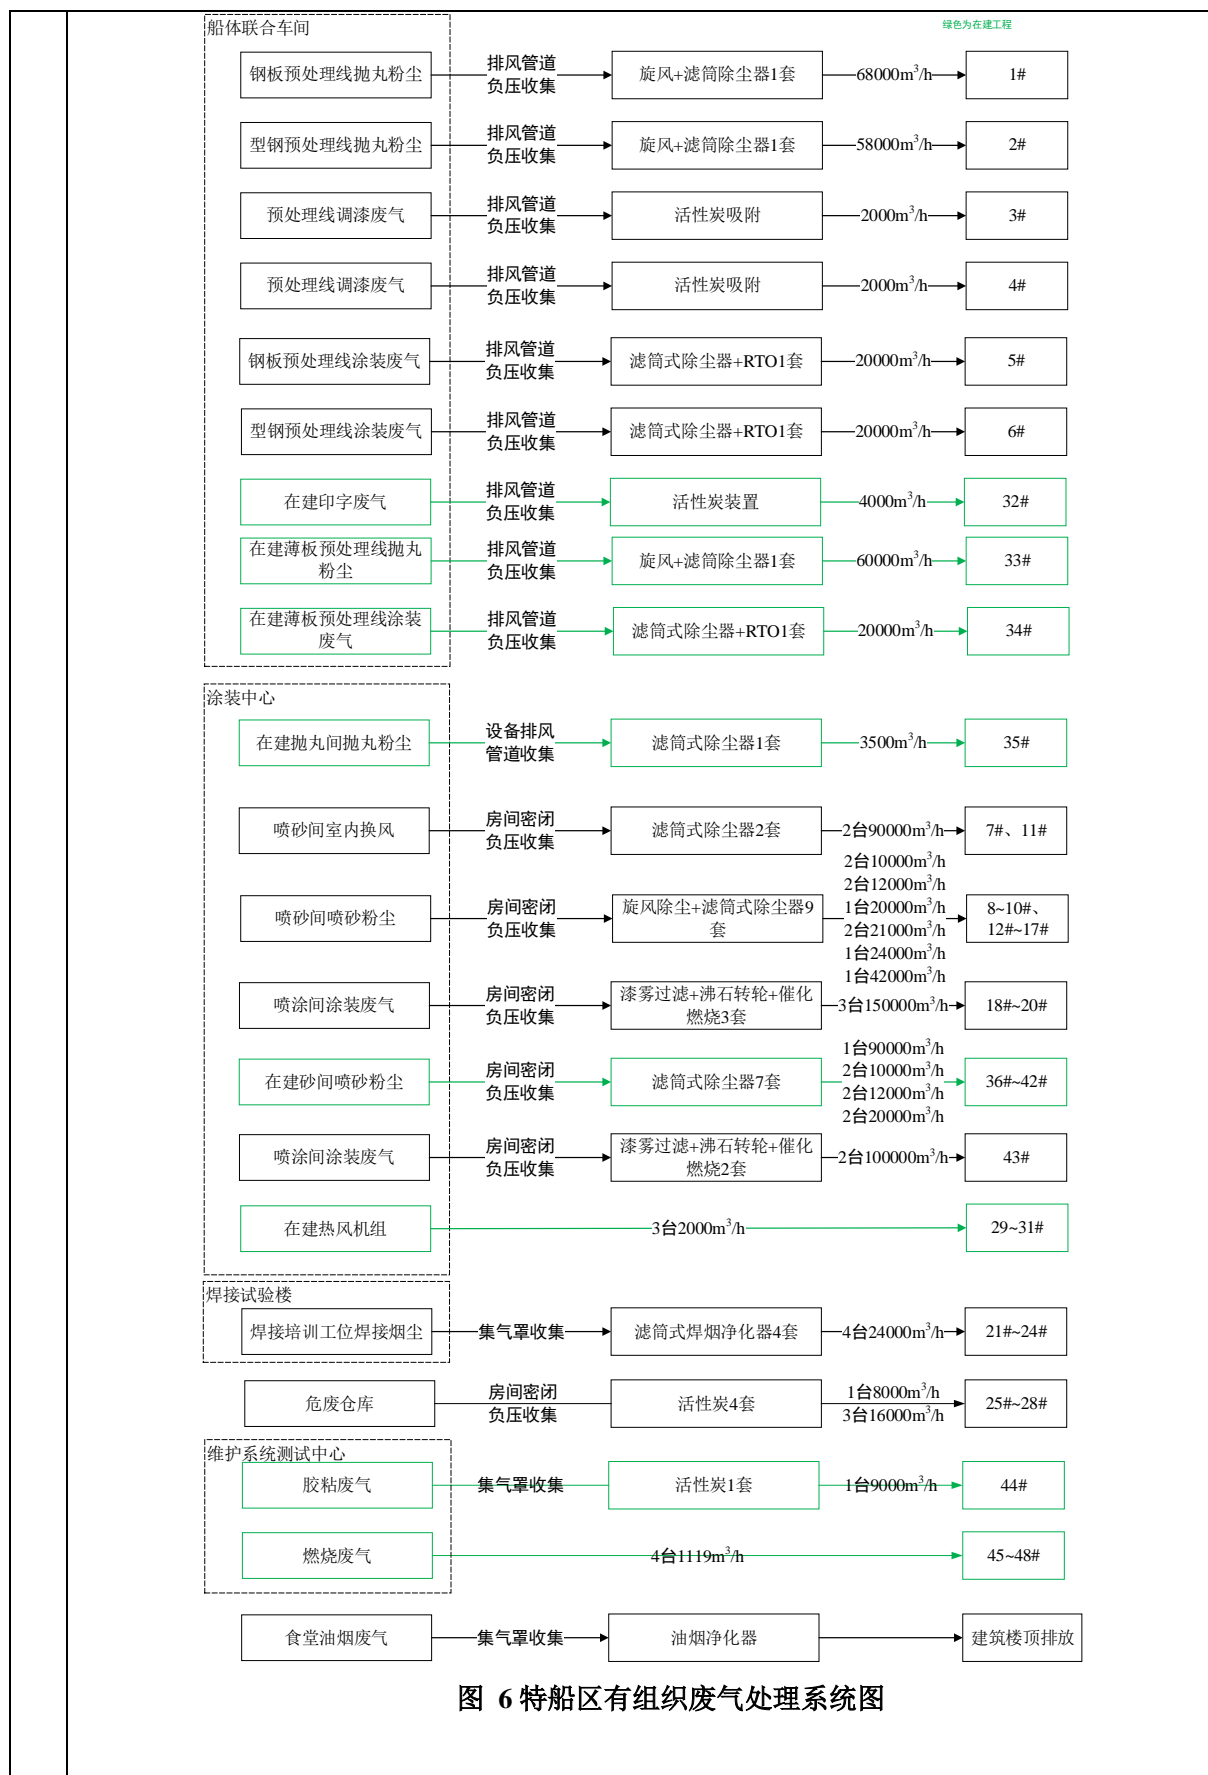 船体联合车间
绿色为在建工程
钢板预处理线抛丸粉尘
排风管道
负压收集
旋风+滤筒除尘器1套
68000m³/h
1#
型钢预处理线抛丸粉尘
排风管道
负压收集
旋风+滤筒除尘器1套
58000m³/h
2#
预处理线调漆废气
排风管道
负压收集
活性炭吸附
2000m³/h
3#
预处理线调漆废气
排风管道
负压收集
活性炭吸附
2000m³/h
4#
钢板预处理线涂装废气
排风管道
负压收集
滤筒式除尘器+RTO1套
20000m³/h
5#
型钢预处理线涂装废气
排风管道
负压收集
滤筒式除尘器+RTO1套
20000m³/h
6#
在建印字废气
排风管道
负压收集
活性炭装置
4000m³/h
32#
在建薄板预处理线抛丸
粉尘
排风管道
负压收集
旋风+滤筒除尘器1套
60000m³/h
33#
在建薄板预处理线涂装
废气
排风管道
负压收集
滤筒式除尘器+RTO1套
20000m³/h
34#
涂装中心
在建抛丸间抛丸粉尘
设备排风
管道收集
滤筒式除尘器1套
3500m³/h
35#
喷砂间室内换风
房间密闭
负压收集
滤筒式除尘器2套
2台90000m³/h
7#、11#
喷砂间喷砂粉尘
房间密闭
负压收集
旋风除尘+滤筒式除尘器9
套
2台10000m³/h
2台12000m³/h
1台20000m³/h
2台21000m³/h
1台24000m³/h
1台42000m³/h
8~10#、
12#~17#
喷涂间涂装废气
房间密闭
负压收集
漆雾过滤+沸石转轮+催化
燃烧3套
3台150000m³/h
18#~20#
在建砂间喷砂粉尘
房间密闭
负压收集
滤筒式除尘器7套
1台90000m³/h
2台10000m³/h
2台12000m³/h
2台20000m³/h
36#~42#
喷涂间涂装废气
房间密闭
负压收集
漆雾过滤+沸石转轮+催化
燃烧2套
2台100000m³/h
43#
在建热风机组
3台2000m³/h
29~31#
焊接试验楼
焊接培训工位焊接烟尘
集气罩收集
滤筒式焊烟净化器4套
4台24000m³/h
21#~24#
危废仓库
房间密闭
负压收集
活性炭4套
1台8000m³/h
3台16000m³/h
25#~28#
维护系统测试中心
胶粘废气
集气罩收集
活性炭1套
1台9000m³/h
44#
燃烧废气
4台1119m³/h
45~48#
食堂油烟废气
集气罩收集
油烟净化器
建筑楼顶排放
图 6 特船区有组织废气处理系统图